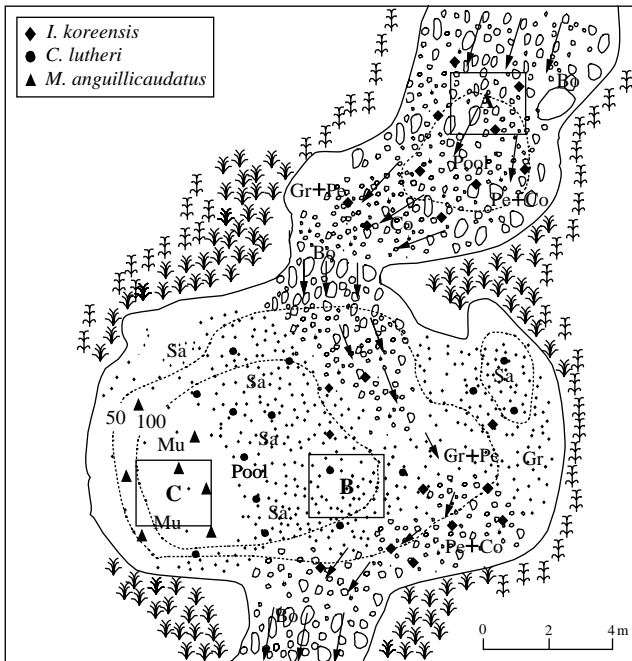 I. koreensis
C. lutheri
M. anguillicaudatus
Bo
A
Pool
Gr+Pe
Pe+Co
Co
Bo
Sa
Sa
Sa
50
100
Mu
Sa
Gr+Pe
Gr
Pool
C
B
Sa
Mu
Pe+Co
Bo
0 2 4 m